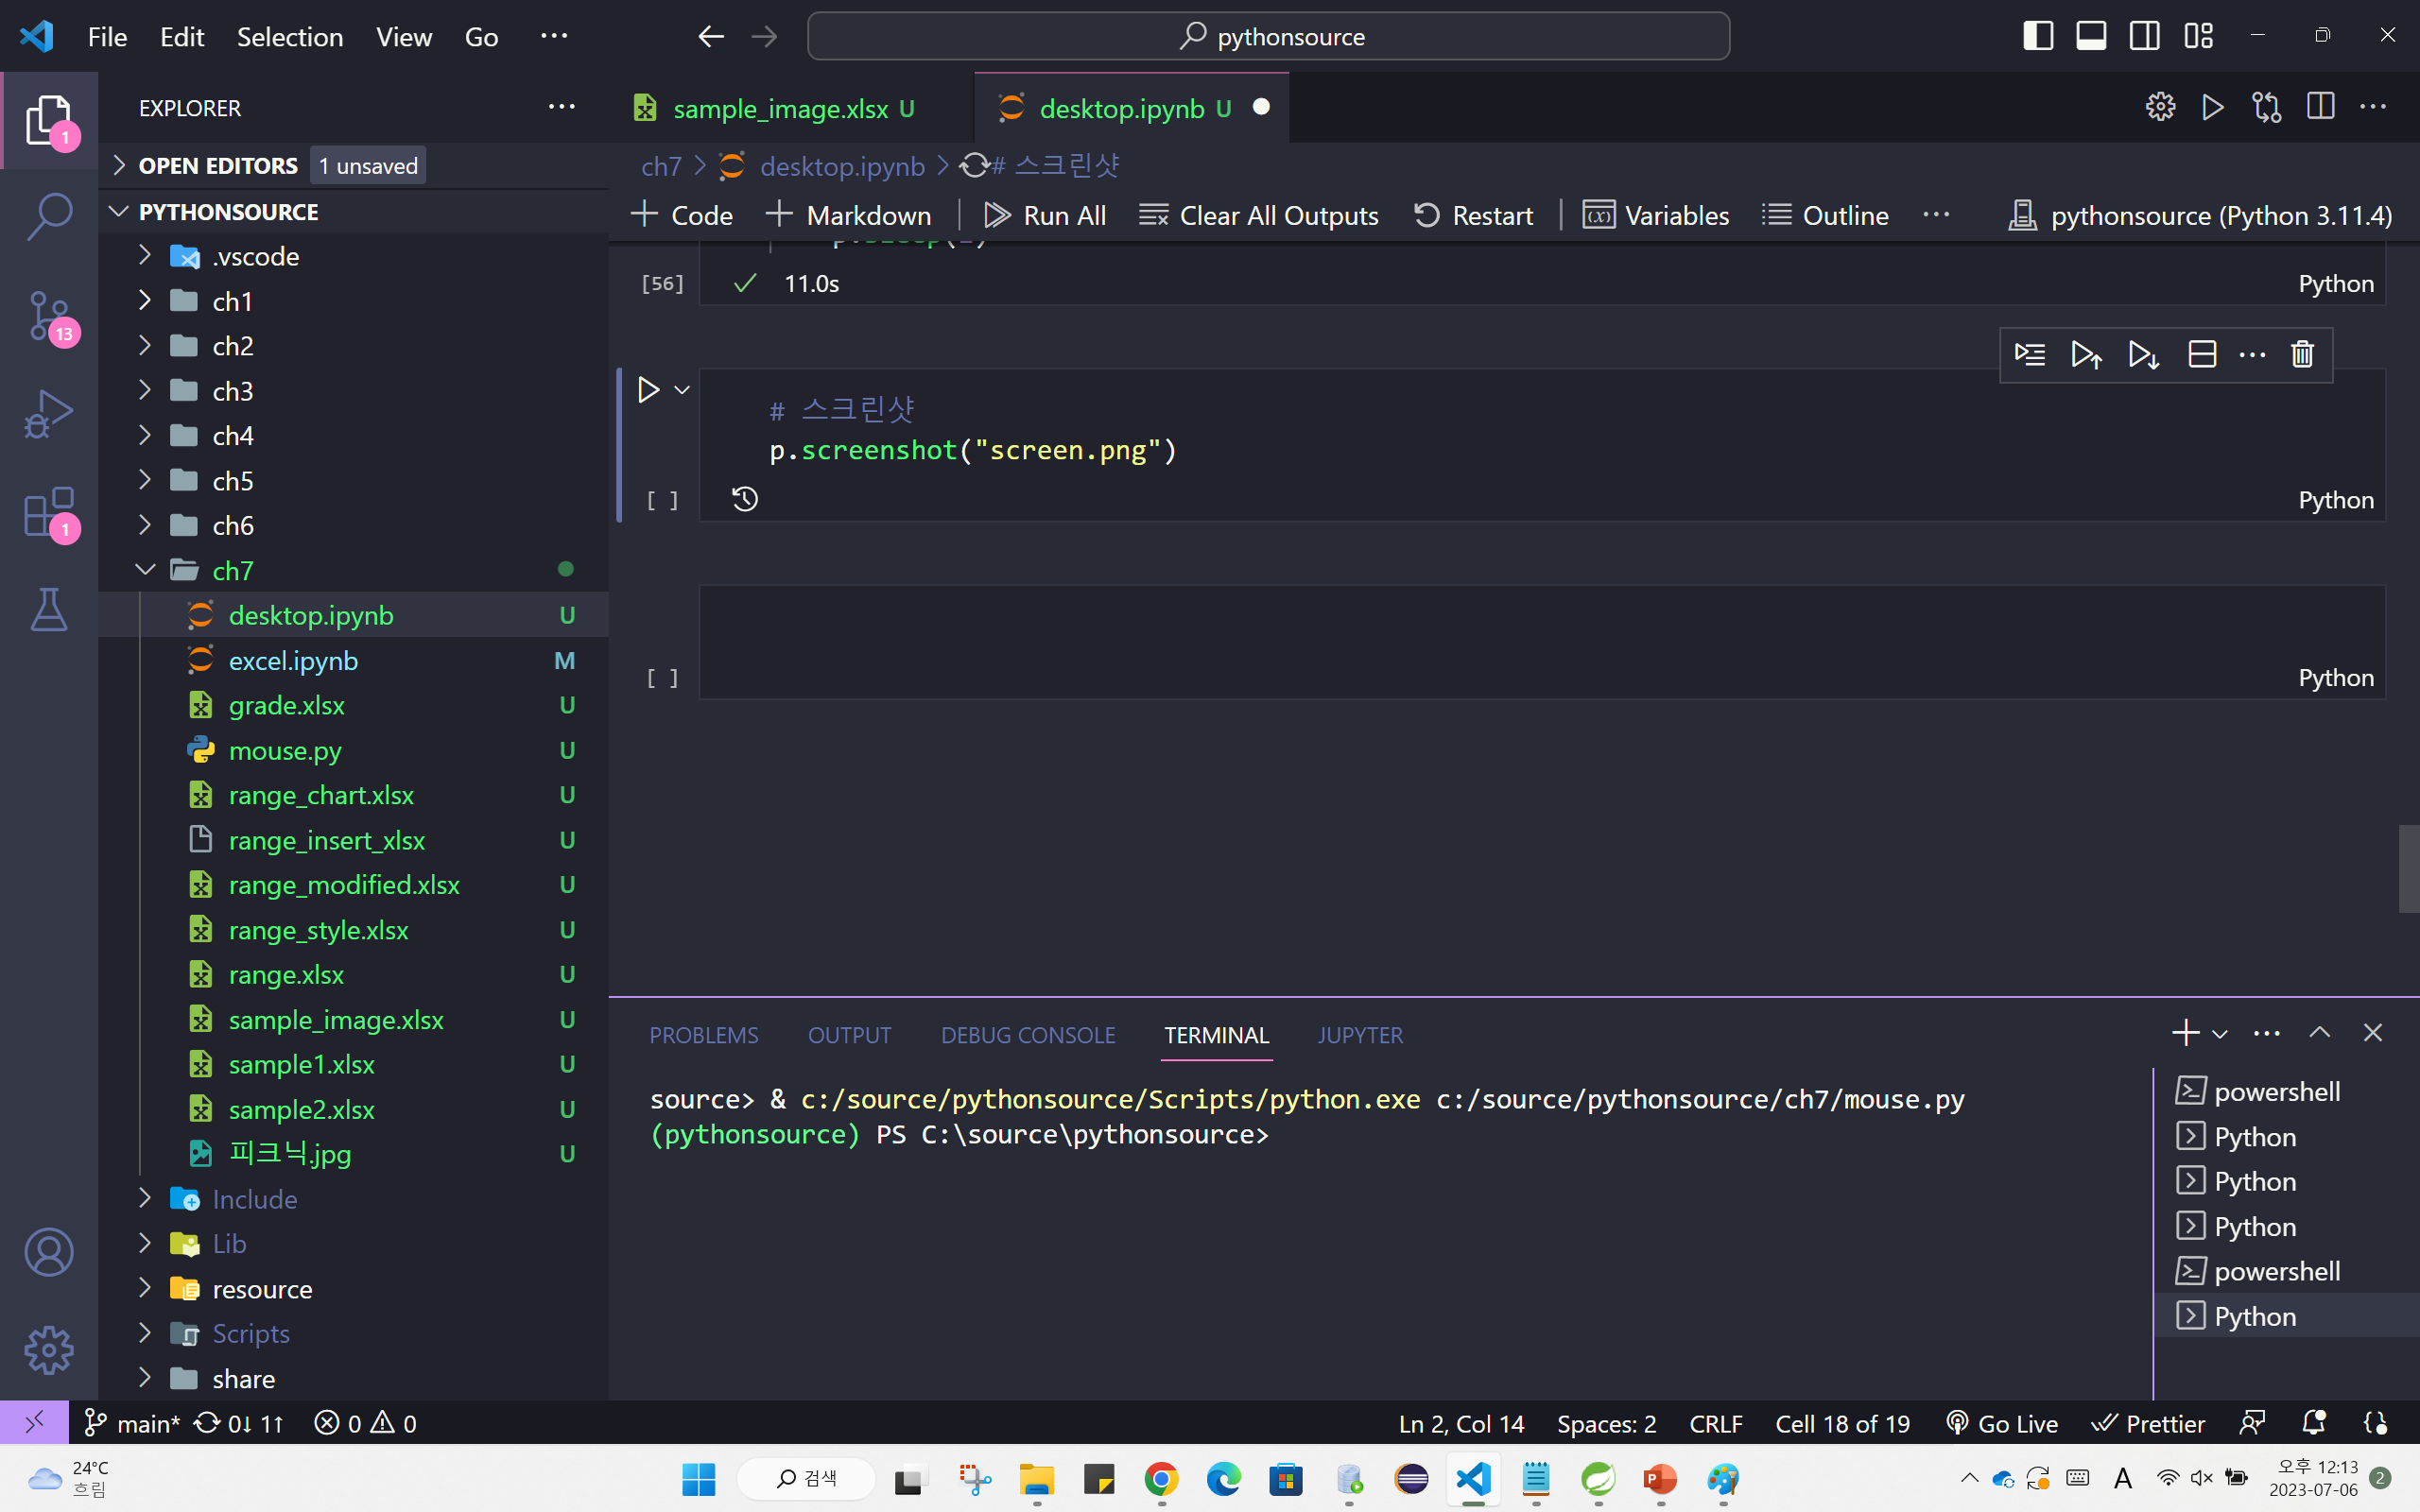 File Edit Selection View Go ···
pythonsource
EXPLORER
sample_image.xlsx U
desktop.ipynb U
OPEN EDITORS 1 unsaved
ch7 > desktop.ipynb > # 스크린샷
PYTHONSOURCE
Code Markdown Run All Clear All Outputs Restart Variables Outline ··· pythonsource (Python 3.11.4)
.vscode
ch1
ch2
ch3
ch4
ch5
ch6
ch7
desktop.ipynb U
excel.ipynb M
grade.xlsx U
mouse.py U
range_chart.xlsx U
range_insert_xlsx U
range_modified.xlsx U
range_style.xlsx U
range.xlsx U
sample_image.xlsx U
sample1.xlsx U
sample2.xlsx U
피크닉.jpg U
Include
Lib
resource
Scripts
share
[56] 11.0s Python
# 스크린샷
p.screenshot("screen.png")
[ ] Python
[ ] Python
PROBLEMS OUTPUT DEBUG CONSOLE TERMINAL JUPYTER
source> & c:/source/pythonsource/Scripts/python.exe c:/source/pythonsource/ch7/mouse.py
(pythonsource) PS C:\source\pythonsource>
powershell
Python
Python
Python
powershell
Python
1
13
1
main* 0↓ 1↑ 0 0
Ln 2, Col 14 Spaces: 2 CRLF Cell 18 of 19 Go Live Prettier
24°C
흐림
검색
A
오후 12:13
2023-07-06
2